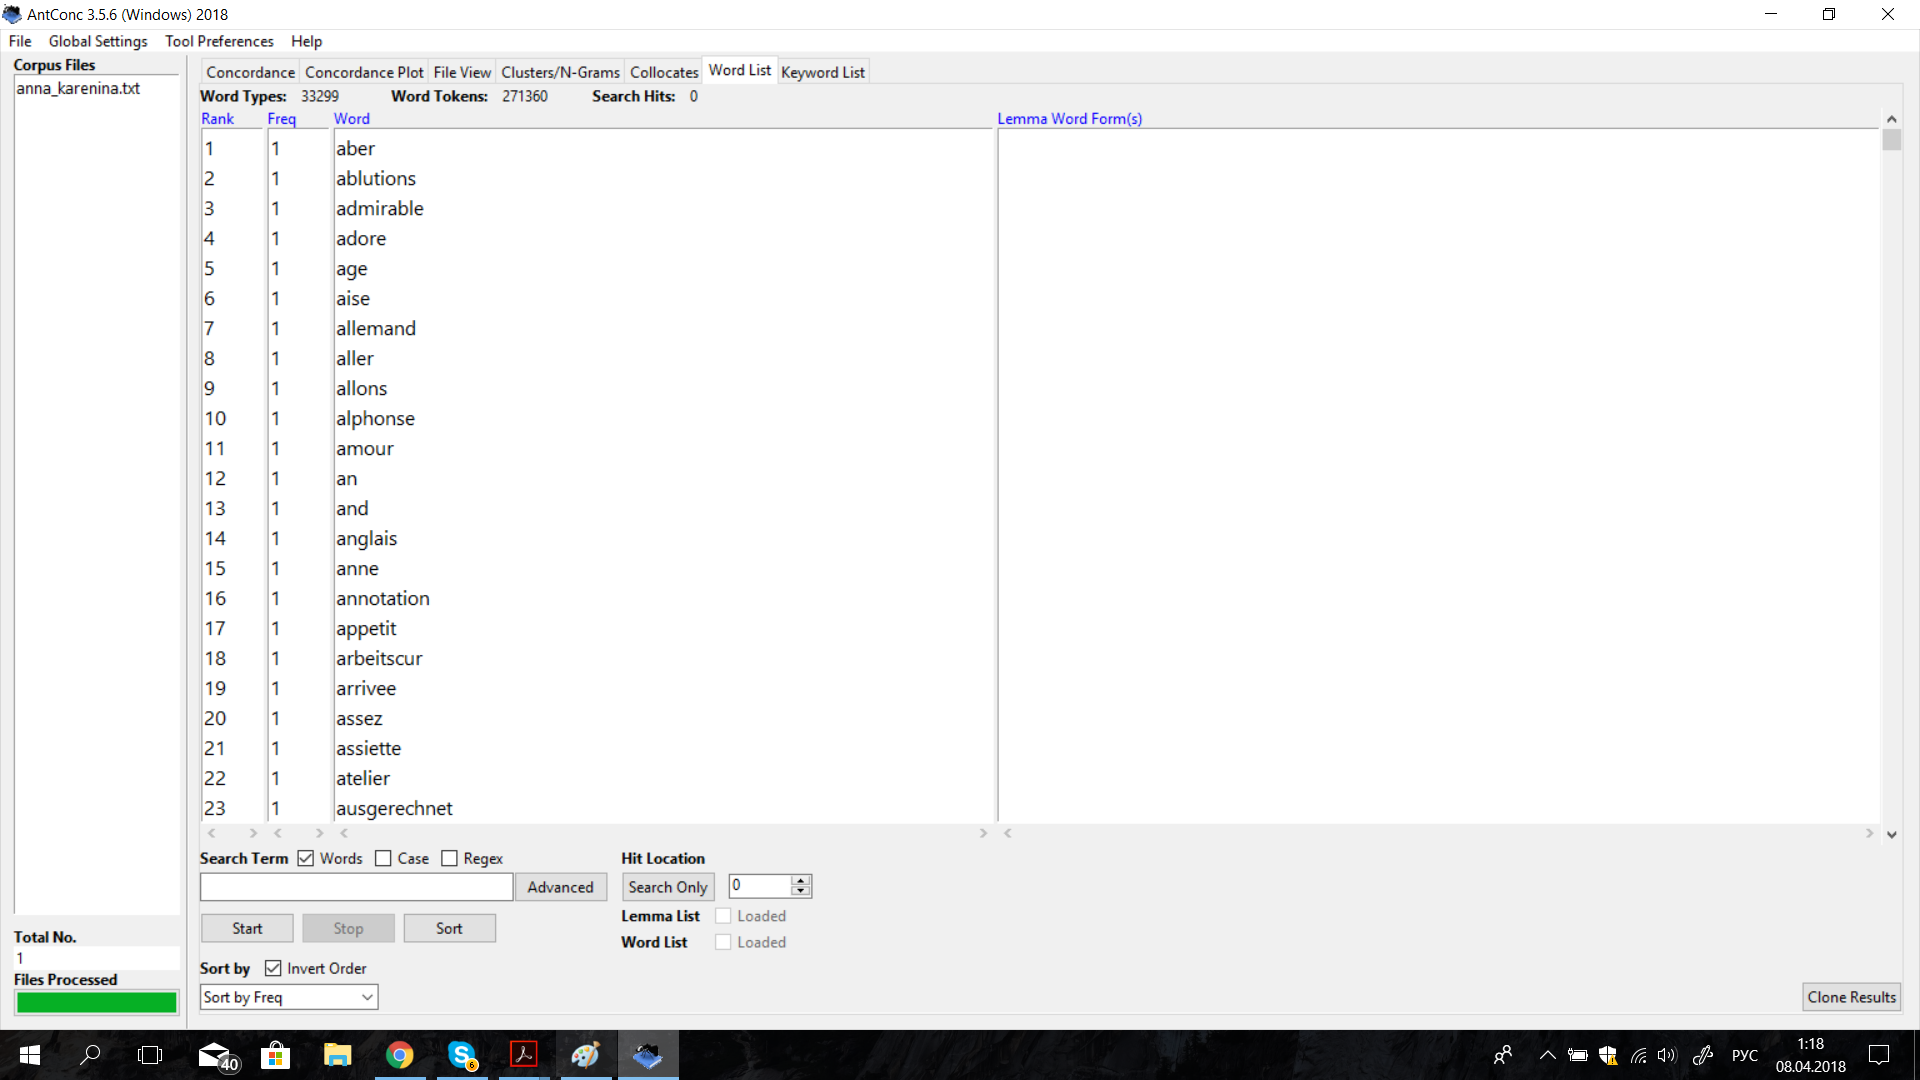 AntConc 3.5.6 (Windows) 2018
File Global Settings Tool Preferences Help
Corpus Files
anna_karenina.txt
Concordance Concordance Plot File View Clusters/N-Grams Collocates Word List Keyword List
Word Types: 33299 Word Tokens: 271360 Search Hits: 0
Rank Freq Word Lemma Word Form(s)
1 1 aber
2 1 ablutions
3 1 admirable
4 1 adore
5 1 age
6 1 aise
7 1 allemand
8 1 aller
9 1 allons
10 1 alphonse
11 1 amour
12 1 an
13 1 and
14 1 anglais
15 1 anne
16 1 annotation
17 1 appetit
18 1 arbeitscur
19 1 arrivee
20 1 assez
21 1 assiette
22 1 atelier
23 1 ausgerechnet
Search Term Words Case Regex Hit Location
Advanced Search Only 0
Start Stop Sort Lemma List Loaded
Word List Loaded
Total No.
1
Files Processed
Sort by Invert Order
Sort by Freq
Clone Results
40 6 РУС 1:18
08.04.2018